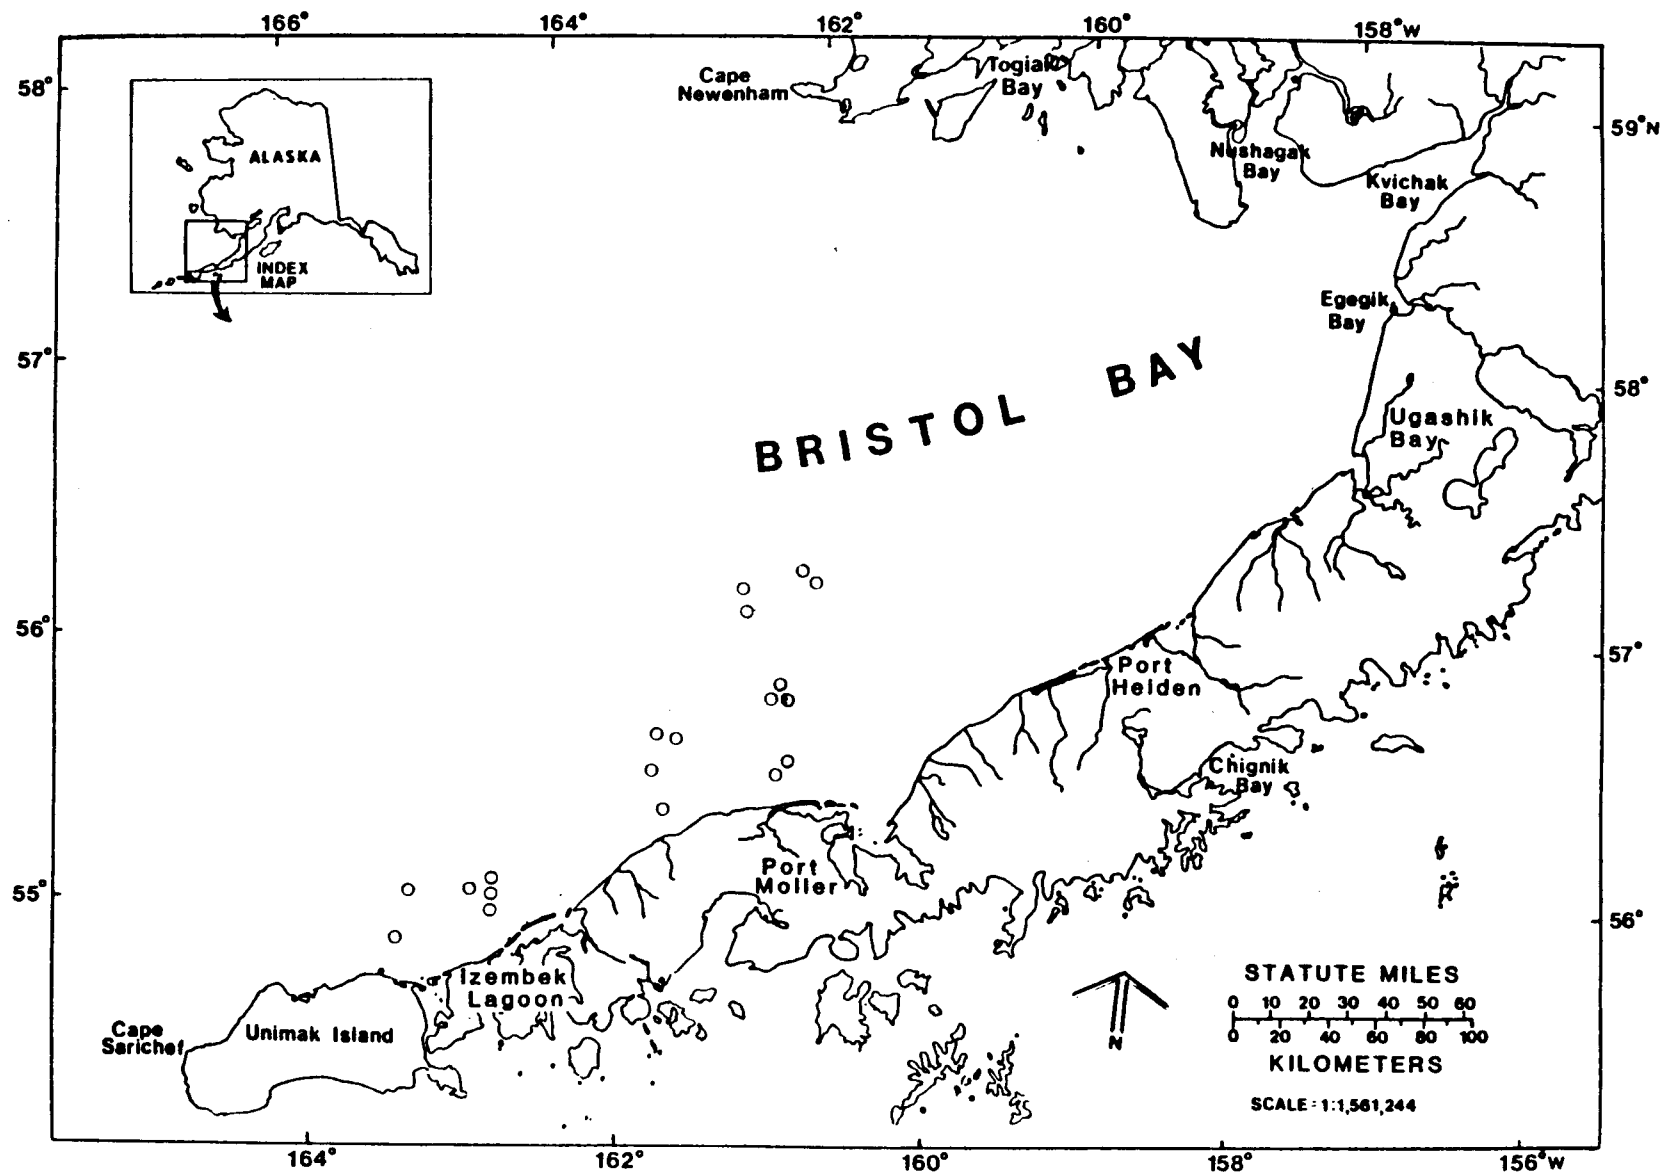 166° 164° 162° 160° 158°W
58°
57°
56°
55°
59°N
58°
57°
56°
164° 162° 160° 158° 156°W
ALASKA
INDEX
MAP
Cape
Newenham
Togiak
Bay
Nushagak
Bay
Kvichak
Bay
Egegik
Bay
Ugashik
Bay
BRISTOL BAY
Port
Heiden
Chignik
Bay
Port
Moller
Izembek
Lagoon
Unimak Island
Cape
Sarichef
N
STATUTE MILES
0 10 20 30 40 50 60
0 20 40 60 80 100
KILOMETERS
SCALE = 1:1,561,244